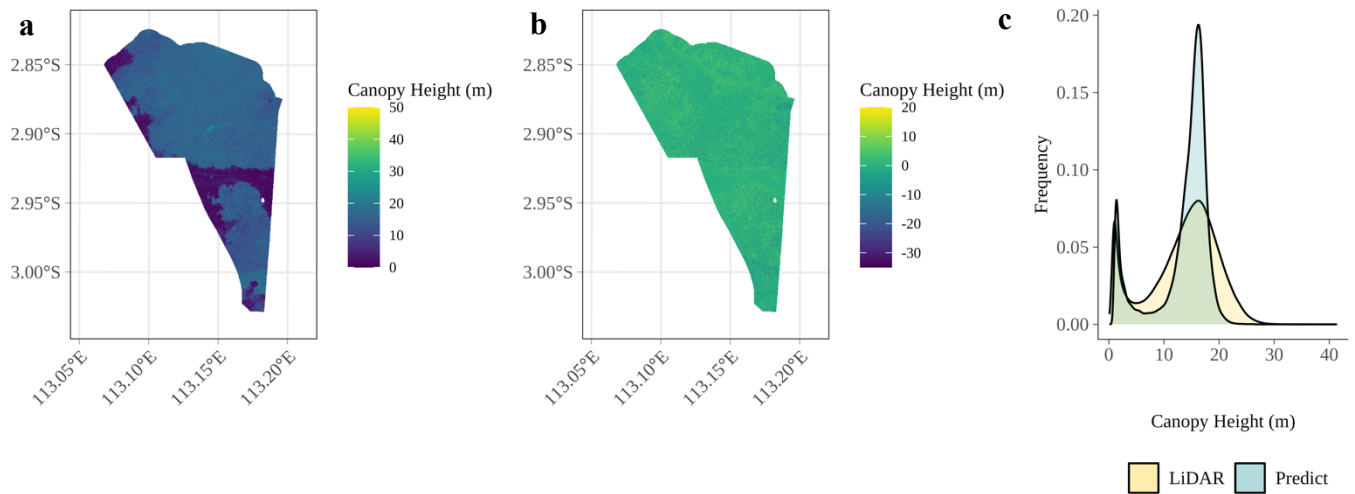 a
2.85°S
2.90°S
2.95°S
3.00°S
113.05°E
113.10°E
113.15°E
113.20°E
Canopy Height (m)
50
40
30
20
10
0
b
2.85°S
2.90°S
2.95°S
3.00°S
113.05°E
113.10°E
113.15°E
113.20°E
Canopy Height (m)
20
10
0
-10
-20
-30
c
Frequency
0.20
0.15
0.10
0.05
0.00
0
10
20
30
40
Canopy Height (m)
LiDAR
Predict